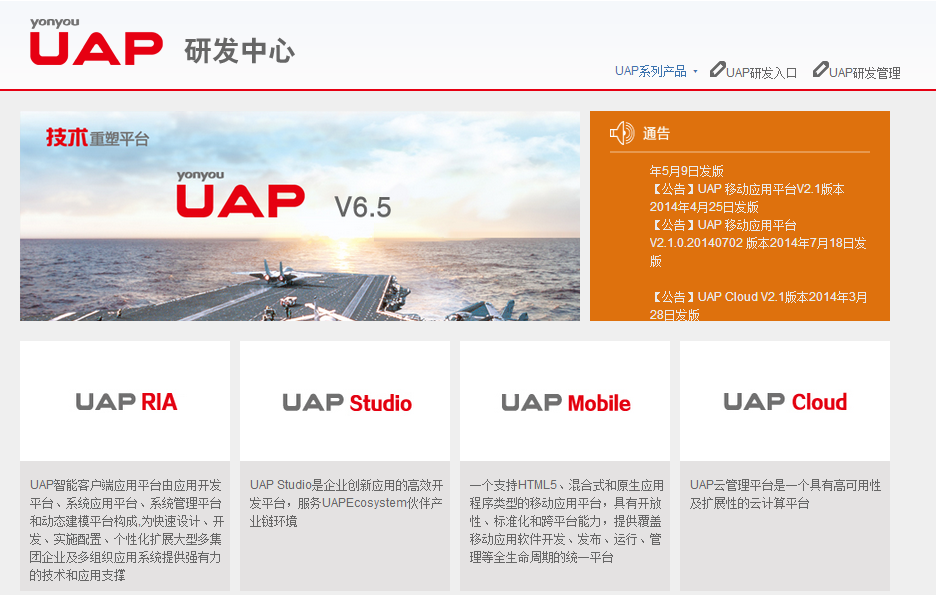 yonyou
UAP 研发中心
UAP系列产品 UAP研发入口 UAP研发管理
技术重塑平台
yonyou
UAP V6.5
通告
年5月9日发版
【公告】UAP 移动应用平台V2.1版本
2014年4月25日发版
【公告】UAP 移动应用平台
V2.1.0.20140702 版本2014年7月18日发
版
【公告】UAP Cloud V2.1版本2014年3月
28日发版
UAP RIA
UAP智能客户端应用平台由应用开发
平台、系统应用平台、系统管理平台
和动态建模平台构成,为快速设计、开
发、实施配置、个性化扩展大型多集
团企业及多组织应用系统提供强有力
的技术和应用支撑
UAP Studio
UAP Studio是企业创新应用的高效开
发平台，服务UAPEcosystem伙伴产
业链环境
UAP Mobile
一个支持HTML5、混合式和原生应用
程序类型的移动应用平台，具有开放
性、标准化和跨平台能力，提供覆盖
移动应用软件开发、发布、运行、管
理等全生命周期的统一平台
UAP Cloud
UAP云管理平台是一个具有高可用性
及扩展性的云计算平台